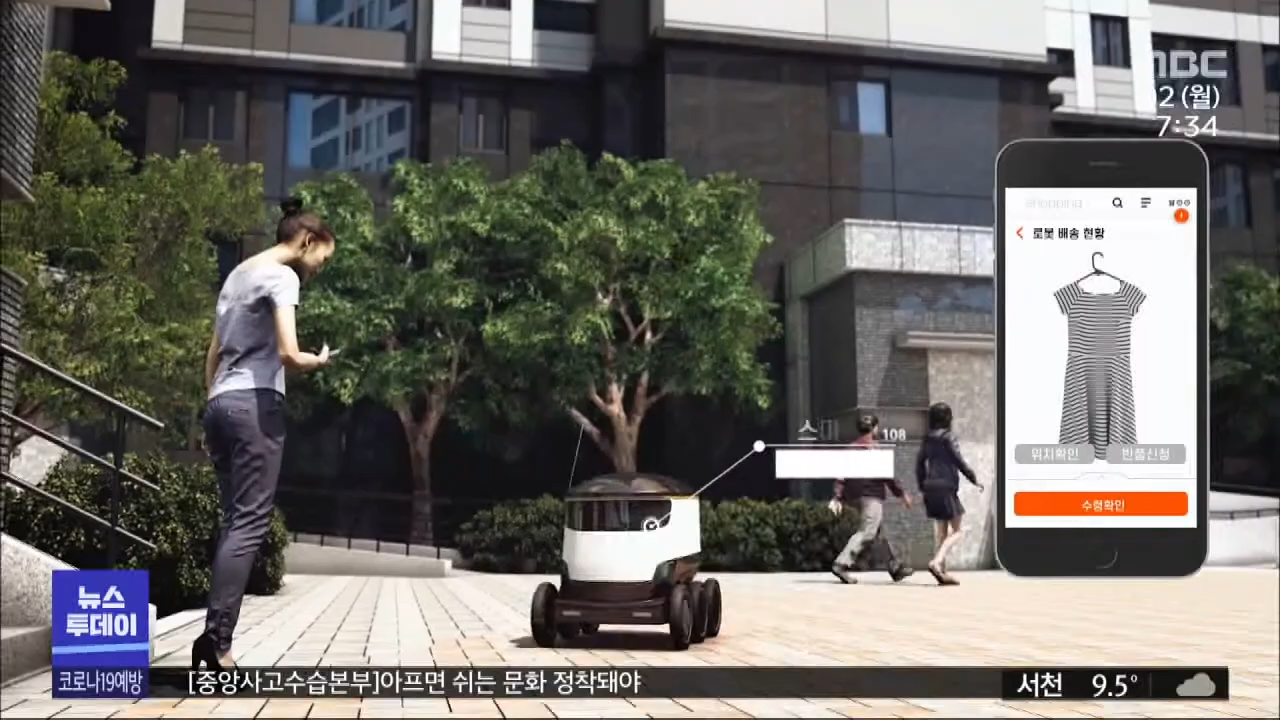 MBC
2 (월)
7:34
로봇 배송 현황
위치확인
반품신청
수령확인
스마
108
뉴스
투데이
코로나19예방
[중앙사고수습본부]아프면 쉬는 문화 정착돼야
서천 9.5°